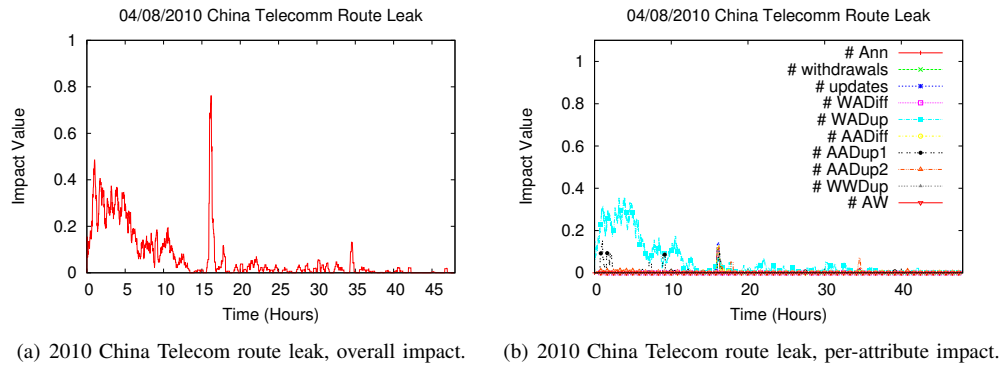 04/08/2010 China Telecomm Route Leak
1
0.8
0.6
0.4
0.2
0
Impact Value
0 5 10 15 20 25 30 35 40 45
Time (Hours)
(a) 2010 China Telecom route leak, overall impact.
04/08/2010 China Telecomm Route Leak
1
0.8
0.6
0.4
0.2
0
Impact Value
# Ann
# withdrawals
# updates
# WADiff
# WADup
# AADiff
# AADup1
# AADup2
# WWDup
# AW
0 10 20 30 40
Time (Hours)
(b) 2010 China Telecom route leak, per-attribute impact.